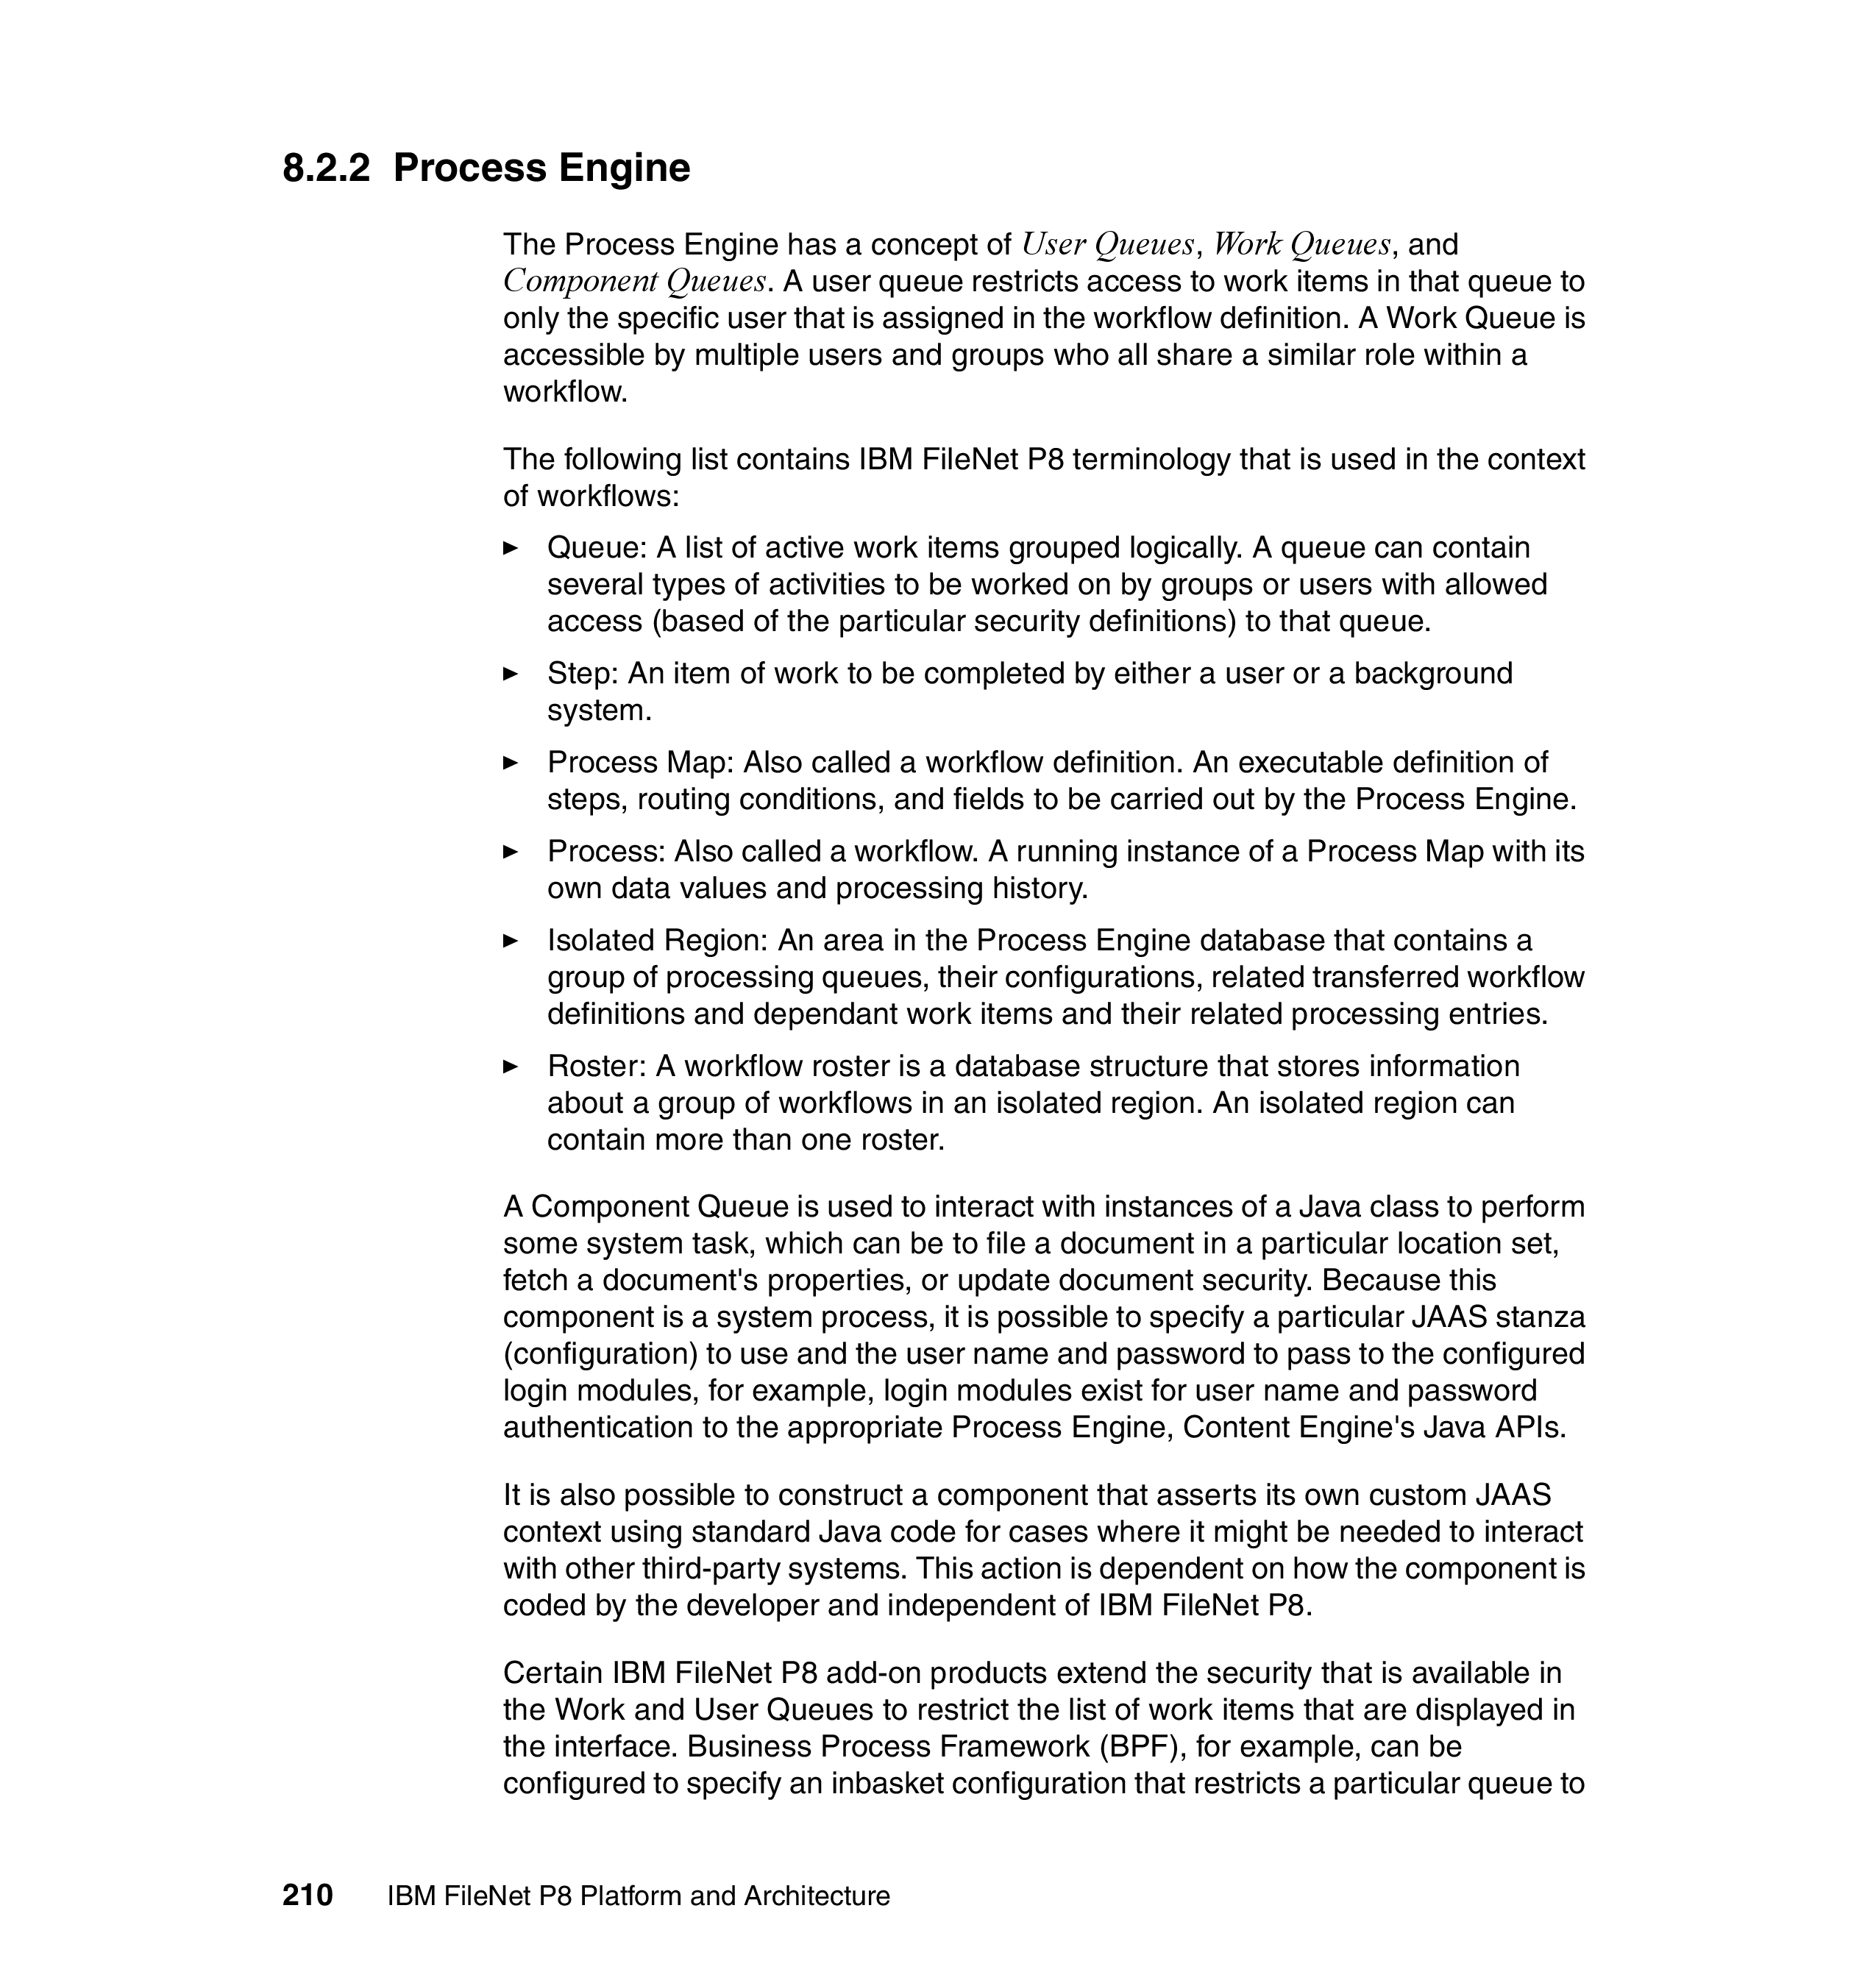 8.2.2 Process Engine
The Process Engine has a concept of User Queues, Work Queues, and
Component Queues. A user queue restricts access to work items in that queue to
only the specific user that is assigned in the workflow definition. A Work Queue is
accessible by multiple users and groups who all share a similar role within a
workflow.
The following list contains IBM FileNet P8 terminology that is used in the context
of workflows:
► Queue: A list of active work items grouped logically. A queue can contain
several types of activities to be worked on by groups or users with allowed
access (based of the particular security definitions) to that queue.
► Step: An item of work to be completed by either a user or a background
system.
► Process Map: Also called a workflow definition. An executable definition of
steps, routing conditions, and fields to be carried out by the Process Engine.
► Process: Also called a workflow. A running instance of a Process Map with its
own data values and processing history.
► Isolated Region: An area in the Process Engine database that contains a
group of processing queues, their configurations, related transferred workflow
definitions and dependant work items and their related processing entries.
► Roster: A workflow roster is a database structure that stores information
about a group of workflows in an isolated region. An isolated region can
contain more than one roster.
A Component Queue is used to interact with instances of a Java class to perform
some system task, which can be to file a document in a particular location set,
fetch a document's properties, or update document security. Because this
component is a system process, it is possible to specify a particular JAAS stanza
(configuration) to use and the user name and password to pass to the configured
login modules, for example, login modules exist for user name and password
authentication to the appropriate Process Engine, Content Engine's Java APIs.
It is also possible to construct a component that asserts its own custom JAAS
context using standard Java code for cases where it might be needed to interact
with other third-party systems. This action is dependent on how the component is
coded by the developer and independent of IBM FileNet P8.
Certain IBM FileNet P8 add-on products extend the security that is available in
the Work and User Queues to restrict the list of work items that are displayed in
the interface. Business Process Framework (BPF), for example, can be
configured to specify an inbasket configuration that restricts a particular queue to
210 IBM FileNet P8 Platform and Architecture